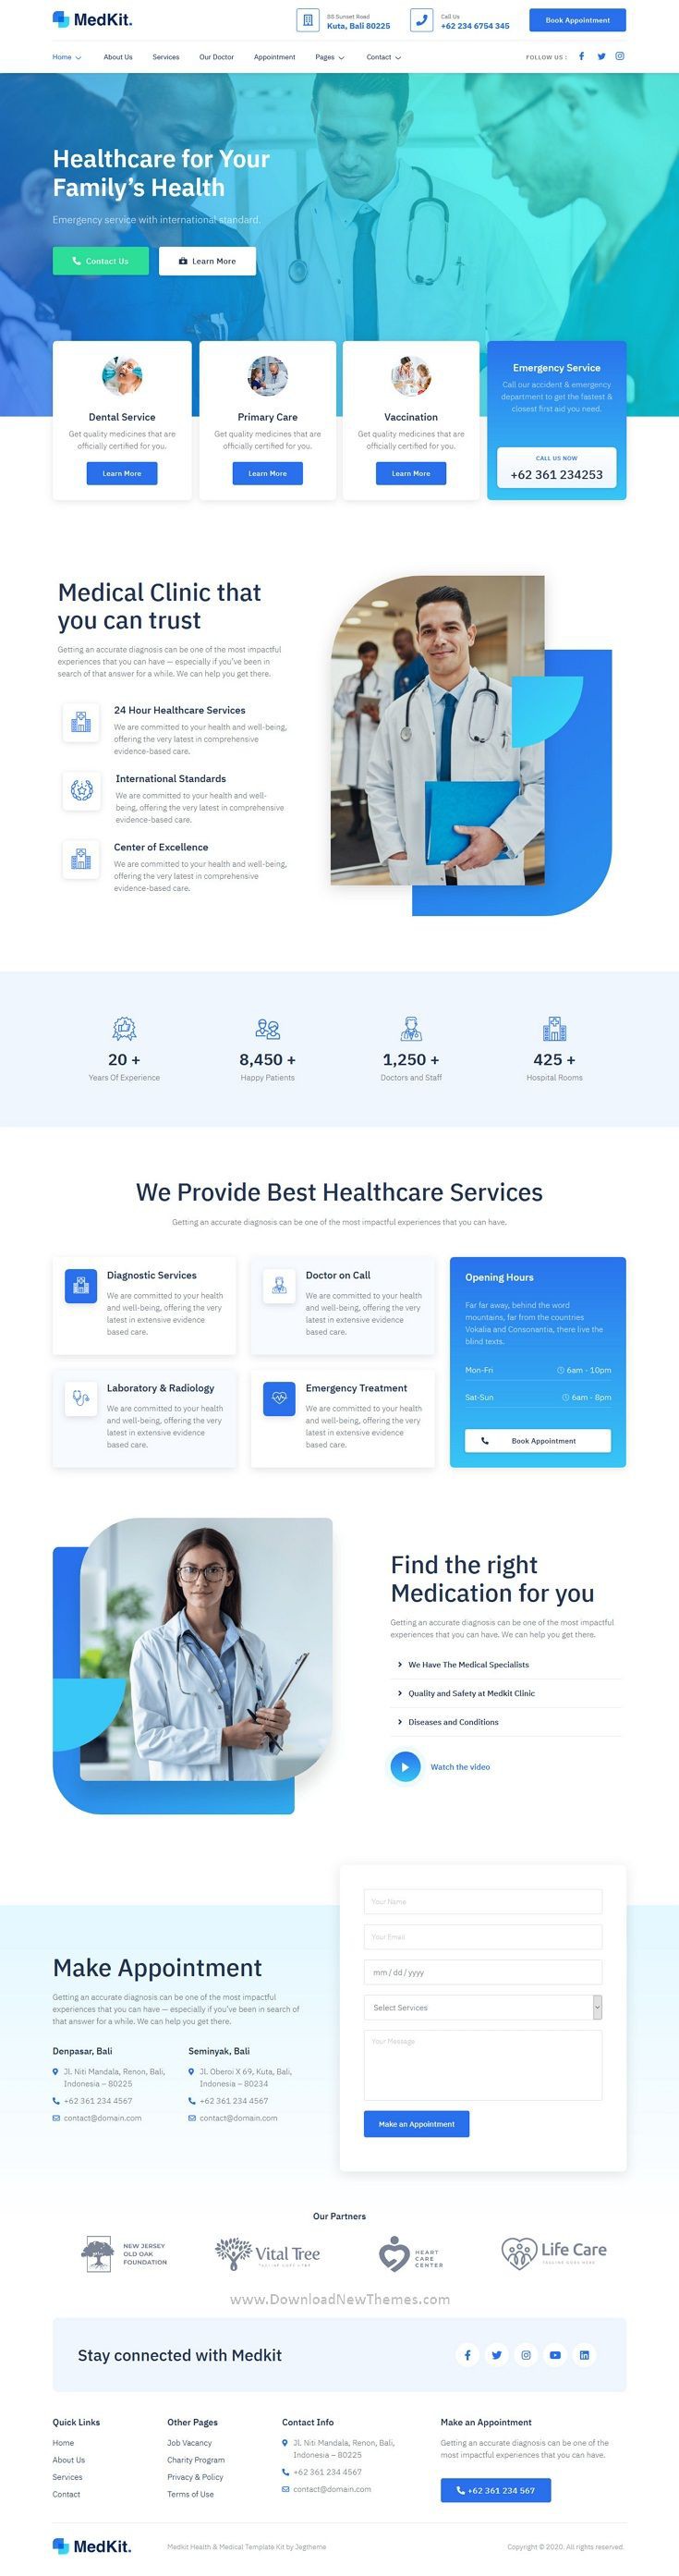 MedKit.
88 Sunset Road
Kuta, Bali 80225
Call Us
+62 234 6754 345
Book Appointment
Home
About Us
Services
Our Doctor
Appointment
Pages
Contact
FOLLOW US :
Healthcare for Your
Family's Health
Emergency service with international standard.
Contact Us
Learn More
Dental Service
Get quality medicines that are
officially certified for you.
Learn More
Primary Care
Get quality medicines that are
officially certified for you.
Learn More
Vaccination
Get quality medicines that are
officially certified for you.
Learn More
Emergency Service
Call our accident & emergency
department to get the fastest &
closest first aid you need.
CALL US NOW
+62 361 234253
Medical Clinic that
you can trust
Getting an accurate diagnosis can be one of the most impactful
experiences that you can have — especially if you've been in
search of that answer for a while. We can help you get there.
24 Hour Healthcare Services
We are committed to your health and well-being,
offering the very latest in comprehensive
evidence-based care.
International Standards
We are committed to your health and well-
being, offering the very latest in comprehensive
evidence-based care.
Center of Excellence
We are committed to your health and well-being,
offering the very latest in comprehensive
evidence-based care.
20 +
Years Of Experience
8,450 +
Happy Patients
1,250 +
Doctors and Staff
425 +
Hospital Rooms
We Provide Best Healthcare Services
Getting an accurate diagnosis can be one of the most impactful experiences that you can have.
Diagnostic Services
We are committed to your health
and well-being, offering the very
latest in extensive evidence
based care.
Doctor on Call
We are committed to your health
and well-being, offering the very
latest in extensive evidence
based care.
Laboratory & Radiology
We are committed to your health
and well-being, offering the very
latest in extensive evidence
based care.
Emergency Treatment
We are committed to your health
and well-being, offering the very
latest in extensive evidence
based care.
Opening Hours
Far far away, behind the word
mountains, far from the countries
Vokalia and Consonantia, there live the
blind texts.
Mon-Fri
6am - 10pm
Sat-Sun
6am - 8pm
Book Appointment
Find the right
Medication for you
Getting an accurate diagnosis can be one of the most impactful
experiences that you can have. We can help you get there.
We Have The Medical Specialists
Quality and Safety at Medkit Clinic
Diseases and Conditions
Watch the video
Make Appointment
Getting an accurate diagnosis can be one of the most impactful
experiences that you can have — especially if you've been in search of
that answer for a while. We can help you get there.
Denpasar, Bali
Jl. Niti Mandala, Renon, Bali,
Indonesia – 80225
+62 361 234 4567
contact@domain.com
Seminyak, Bali
Jl. Oberoi X 69, Kuta, Bali,
Indonesia – 80234
+62 361 234 4567
contact@domain.com
Your Name
Your Email
mm / dd / yyyy
Select Services
Your Message
Make an Appointment
Our Partners
NEW JERSEY
OLD OAK
FOUNDATION
Vital Tree
HEART
CARE
CENTER
Life Care
www.DownloadNewThemes.com
Stay connected with Medkit
Quick Links
Home
About Us
Services
Contact
Other Pages
Job Vacancy
Charity Program
Privacy & Policy
Terms of Use
Contact Info
Jl. Niti Mandala, Renon, Bali,
Indonesia – 80225
+62 361 234 4567
contact@domain.com
Make an Appointment
Getting an accurate diagnosis can be one of the
most impactful experiences that you can have.
+62 361 234 567
MedKit.
Medkit Health & Medical Template Kit by Jegtheme
Copyright © 2020. All rights reserved.